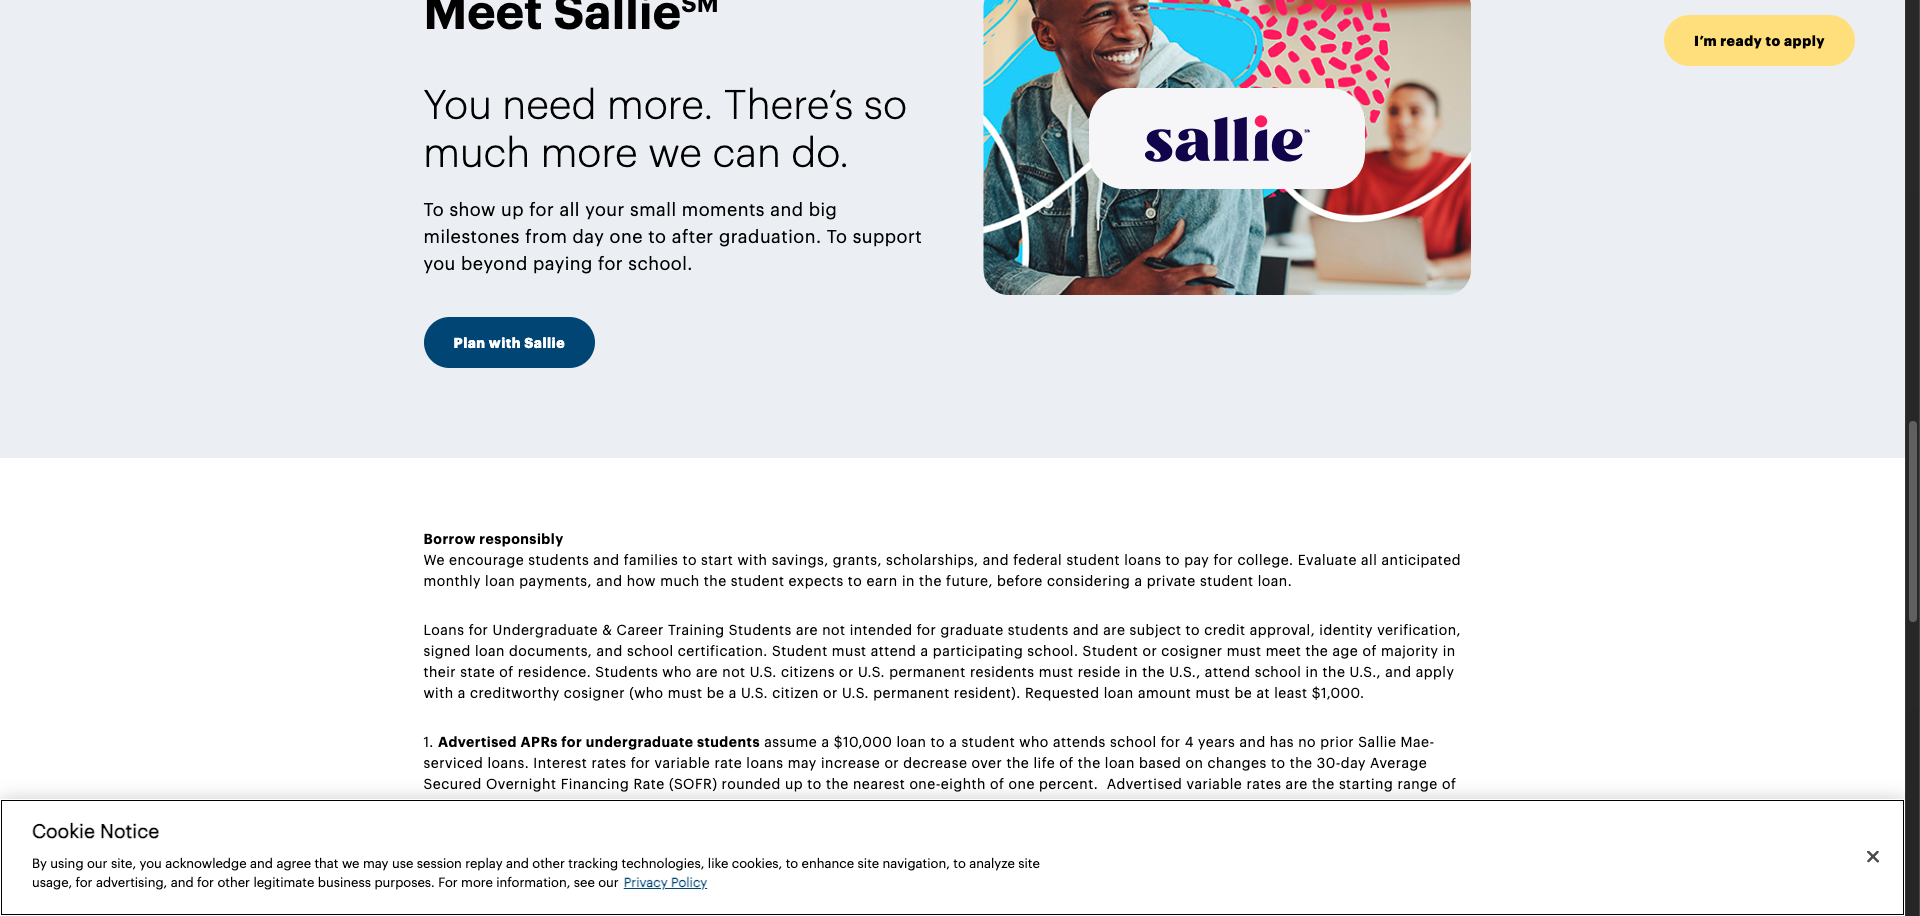 Meet Sallie℠
I'm ready to apply
You need more. There's so
much more we can do.
sallie℠
To show up for all your small moments and big
milestones from day one to after graduation. To support
you beyond paying for school.
Plan with Sallie
Borrow responsibly
We encourage students and families to start with savings, grants, scholarships, and federal student loans to pay for college. Evaluate all anticipated
monthly loan payments, and how much the student expects to earn in the future, before considering a private student loan.
Loans for Undergraduate & Career Training Students are not intended for graduate students and are subject to credit approval, identity verification,
signed loan documents, and school certification. Student must attend a participating school. Student or cosigner must meet the age of majority in
their state of residence. Students who are not U.S. citizens or U.S. permanent residents must reside in the U.S., attend school in the U.S., and apply
with a creditworthy cosigner (who must be a U.S. citizen or U.S. permanent resident). Requested loan amount must be at least $1,000.
1. Advertised APRs for undergraduate students assume a $10,000 loan to a student who attends school for 4 years and has no prior Sallie Mae-
serviced loans. Interest rates for variable rate loans may increase or decrease over the life of the loan based on changes to the 30-day Average
Secured Overnight Financing Rate (SOFR) rounded up to the nearest one-eighth of one percent.  Advertised variable rates are the starting range of
Cookie Notice
By using our site, you acknowledge and agree that we may use session replay and other tracking technologies, like cookies, to enhance site navigation, to analyze site
usage, for advertising, and for other legitimate business purposes. For more information, see our Privacy Policy